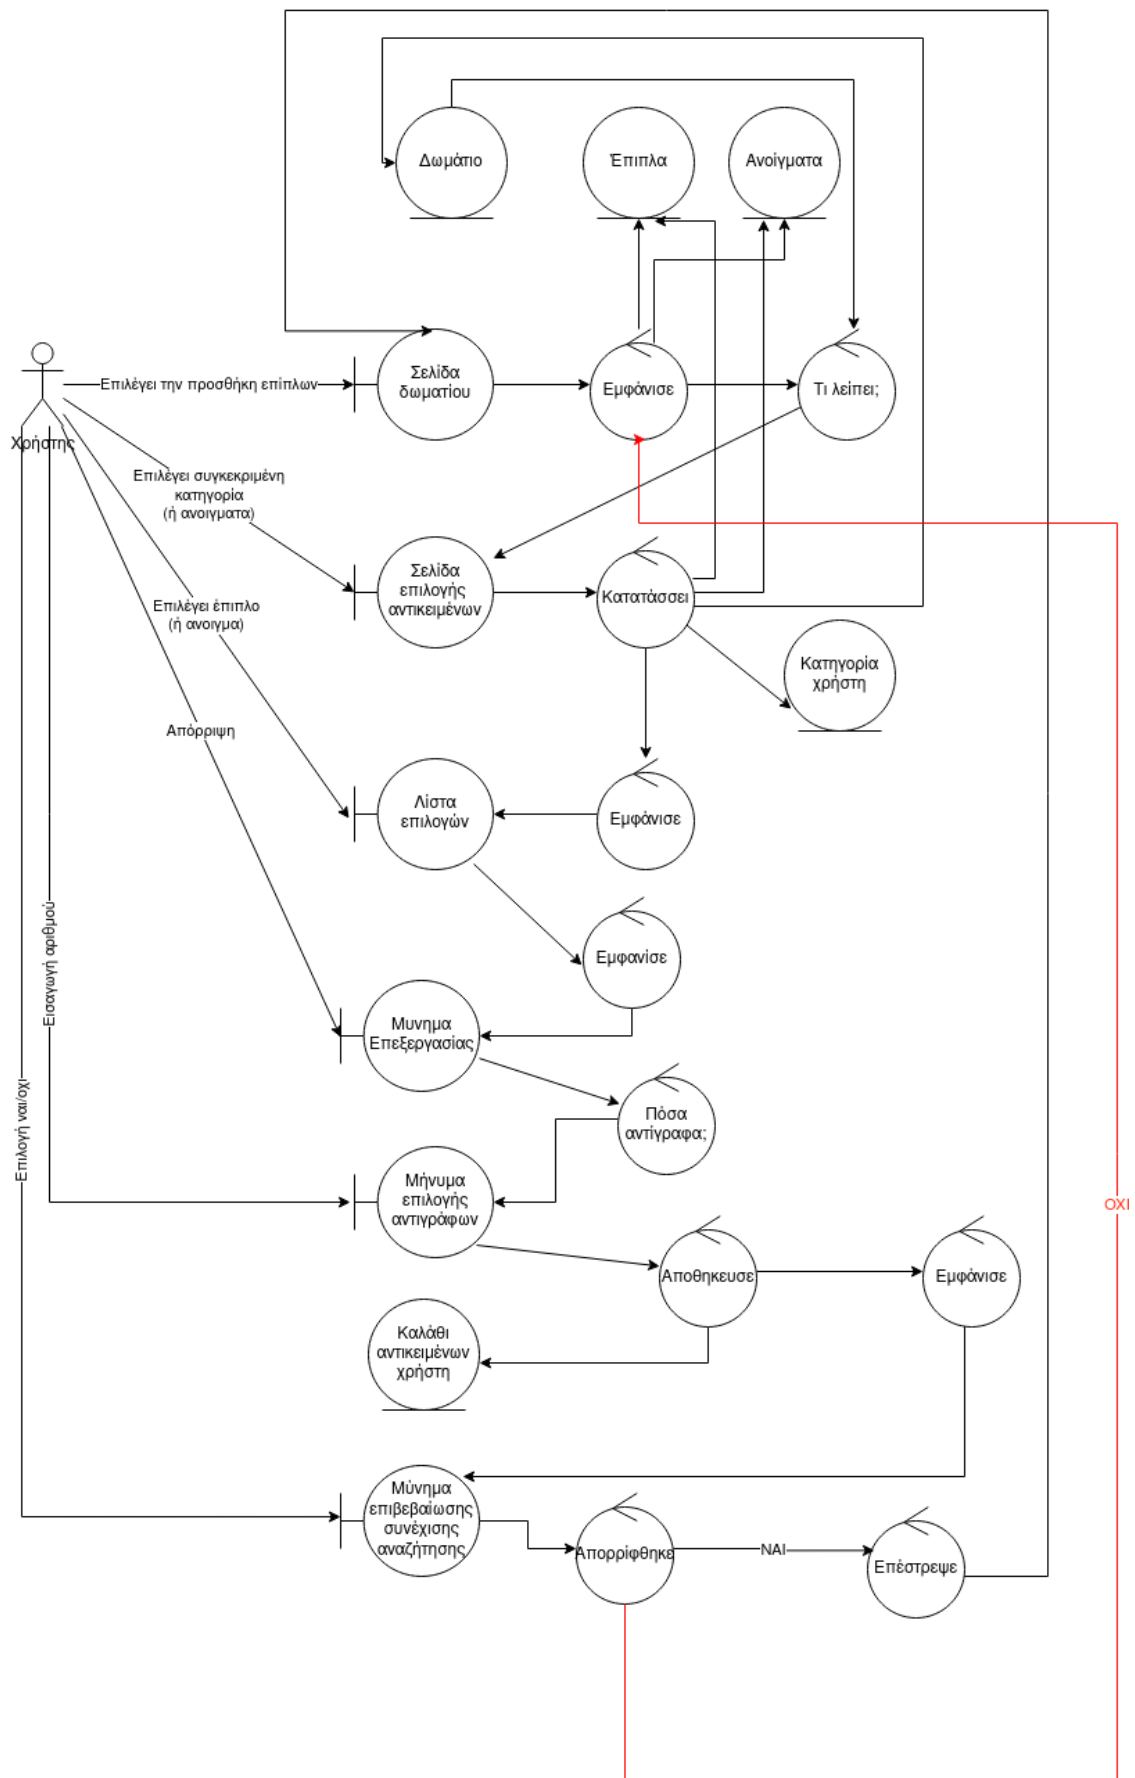 Δωμάτιο
Έπιπλα
Ανοίγματα
Χρήστης
Επιλέγει την προσθήκη επίπλων
Σελίδα
δωματίου
Εμφάνισε
Τι λείπει;
Επιλέγει συγκεκριμένη
κατηγορία
(ή ανοιγματα)
Σελίδα
επιλογής
αντικειμένων
Κατατάσσει
Επιλέγει έπιπλο
(ή ανοιγμα)
Κατηγορία
χρήστη
Απόρριψη
Λίστα
επιλογών
Εμφάνισε
Εισαγωγή αριθμού
Εμφανίσε
Μυνημα
Επεξεργασίας
Επιλογή ναι/οχι
Πόσα
αντίγραφα;
Μήνυμα
επιλογής
αντιγράφων
ΟΧΙ
Αποθηκευσε
Εμφάνισε
Καλάθι
αντικειμένων
χρήστη
Μύνημα
επιβεβαίωσης
συνέχισης
αναζήτησης
Απορρίφθηκε
ΝΑΙ
Επέστρεψε